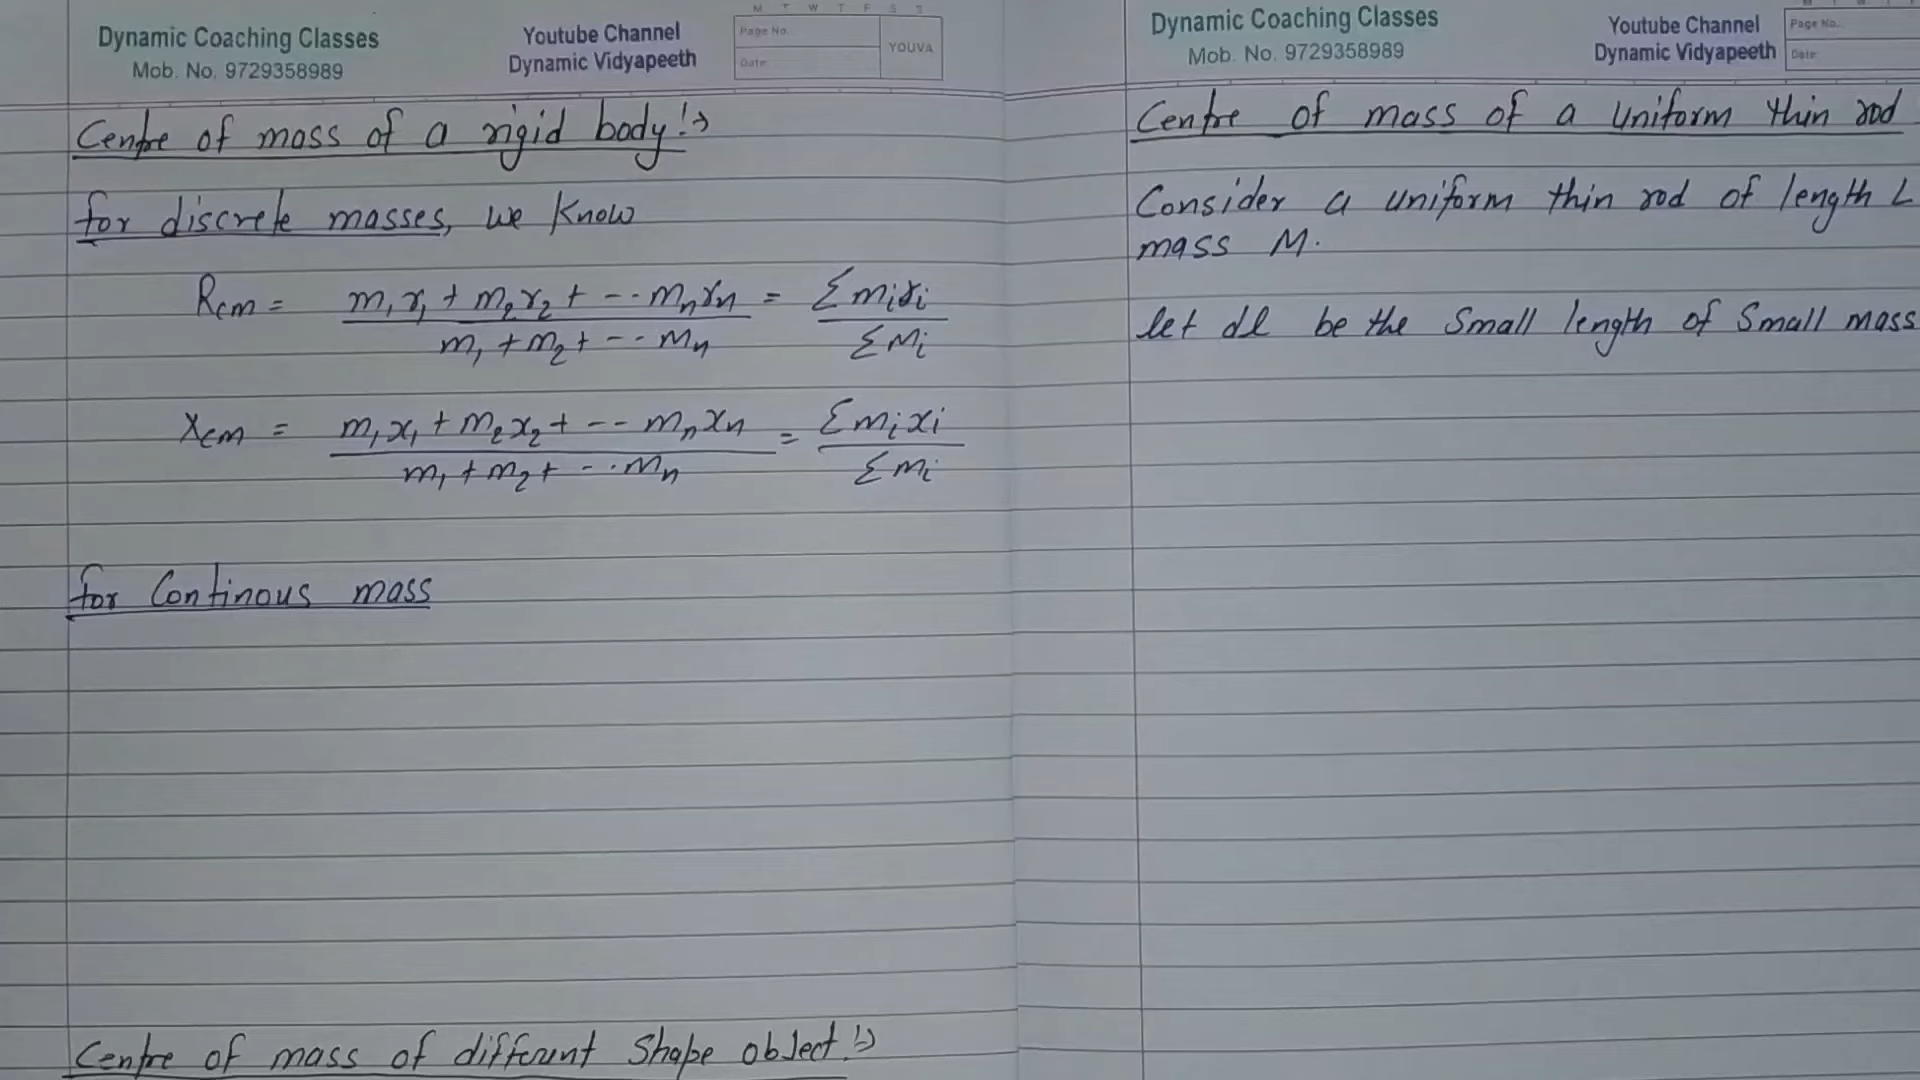 Dynamic Coaching Classes
Mob. No. 9729358989
Youtube Channel
Dynamic Vidyapeeth
M T W T F S S
Page No.
Date
YOUVA
Centre of mass of a rigid body :→
for discrete masses, we know
Rcm = m₁r₁ + m₂r₂ + --- mₙrₙ / m₁ + m₂ + --- mₙ = Σmᵢrᵢ / Σmᵢ
Xcm = m₁x₁ + m₂x₂ + --- mₙxₙ / m₁ + m₂ + --- mₙ = Σmᵢxᵢ / Σmᵢ
for Continous mass
Centre of mass of different Shape object :→
Dynamic Coaching Classes
Mob. No. 9729358989
Youtube Channel
Dynamic Vidyapeeth
Page No.
Date
Centre of mass of a Uniform thin rod
Consider a uniform thin rod of length L
mass M.
let dl be the Small length of Small mass